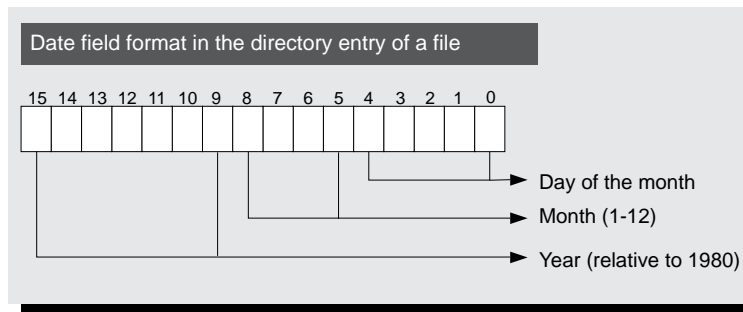 Date field format in the directory entry of a file
15 14 13 12 11 10 9 8 7 6 5 4 3 2 1 0
Day of the month
Month (1-12)
Year (relative to 1980)